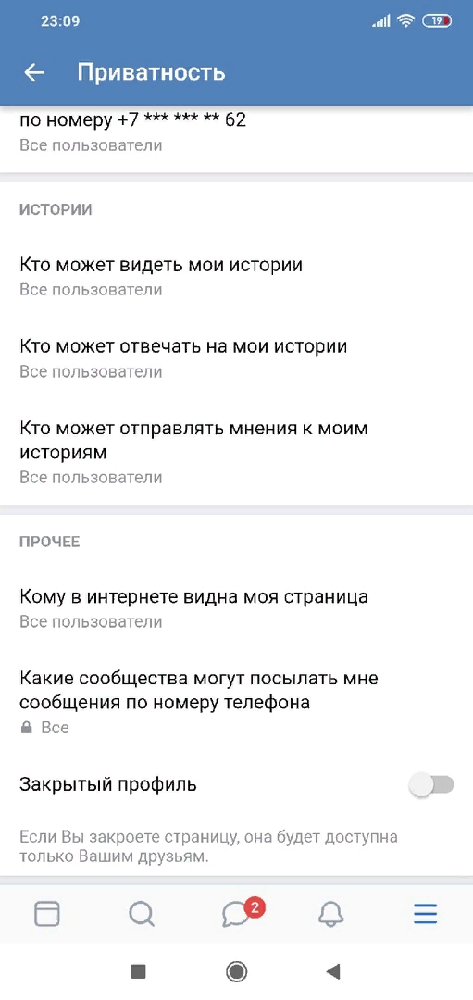 23:09
19
Приватность
по номеру +7 *** *** ** 62
Все пользователи
ИСТОРИИ
Кто может видеть мои истории
Все пользователи
Кто может отвечать на мои истории
Все пользователи
Кто может отправлять мнения к моим
историям
Все пользователи
ПРОЧЕЕ
Кому в интернете видна моя страница
Все пользователи
Какие сообщества могут посылать мне
сообщения по номеру телефона
Все
Закрытый профиль
Если Вы закроете страницу, она будет доступна
только Вашим друзьям.
2